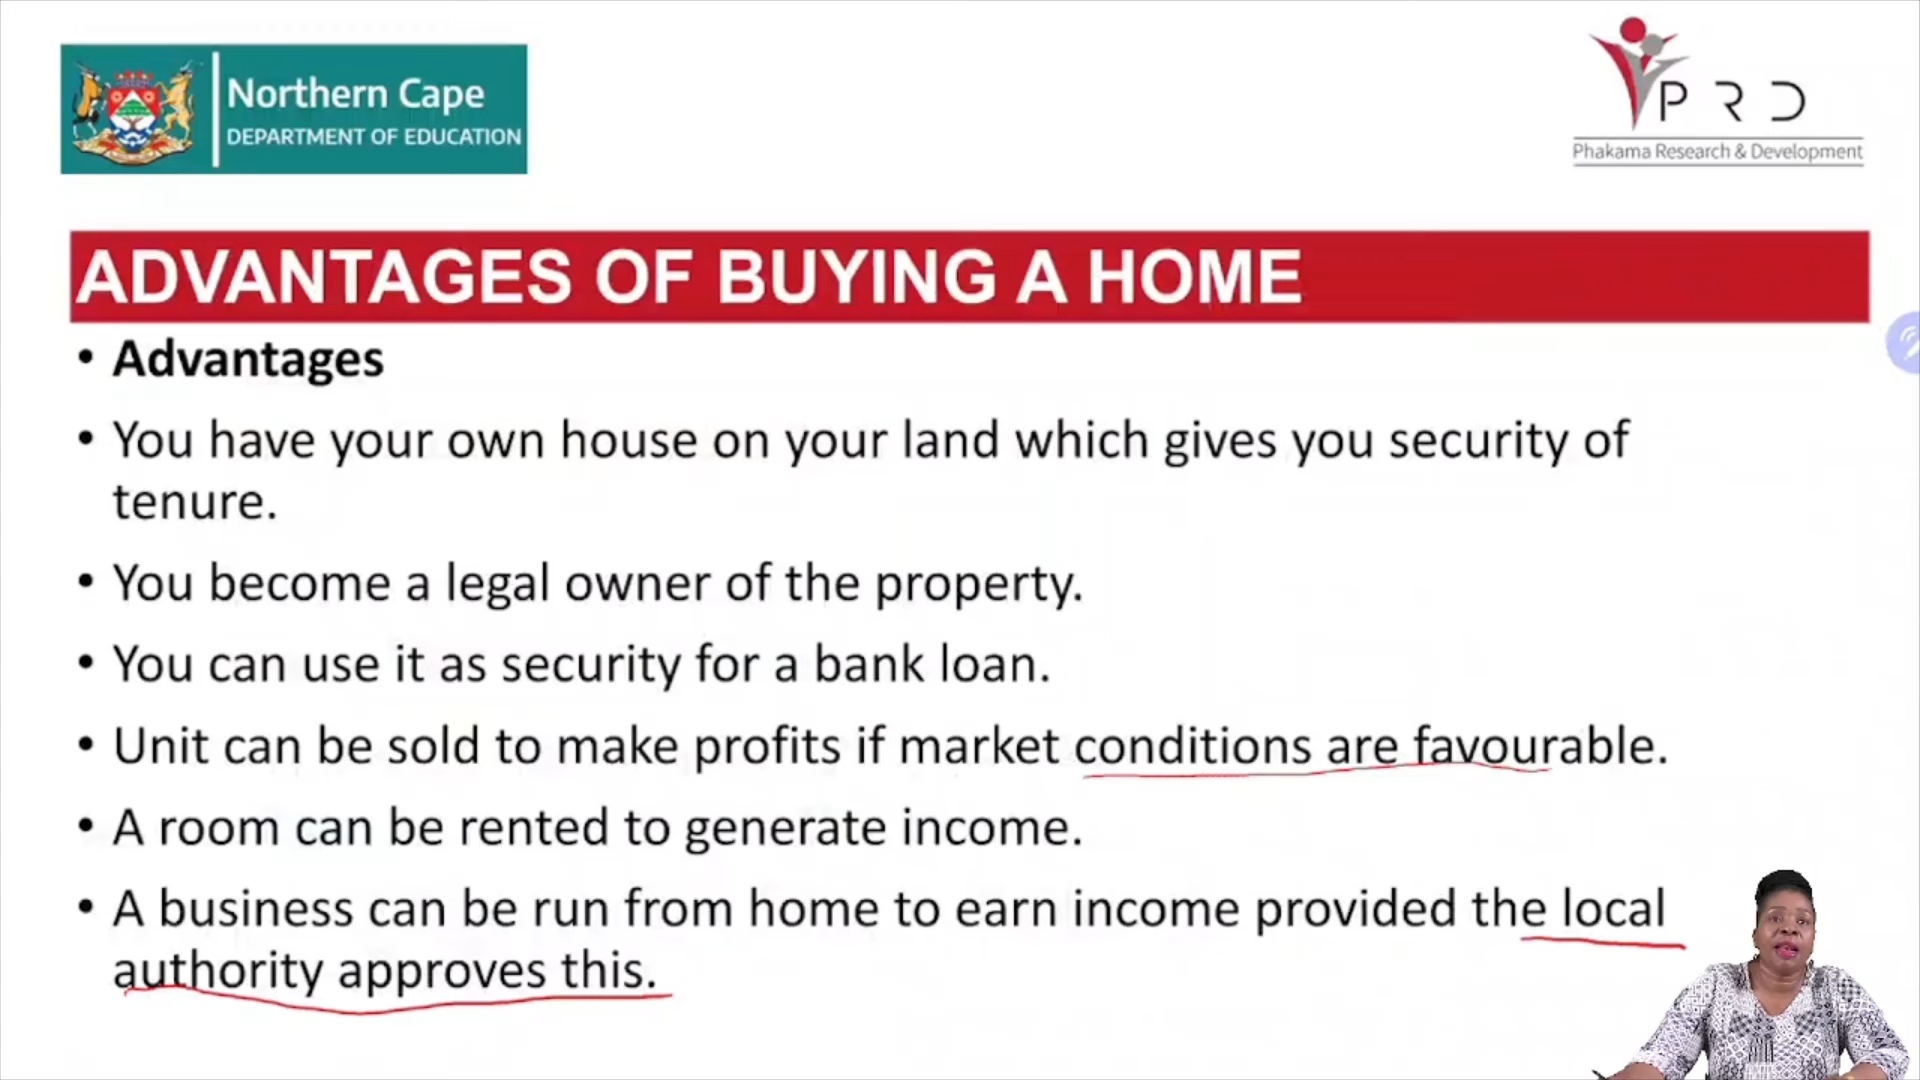 Northern Cape
DEPARTMENT OF EDUCATION
P R D
Phakama Research & Development
ADVANTAGES OF BUYING A HOME
• Advantages
• You have your own house on your land which gives you security of
tenure.
• You become a legal owner of the property.
• You can use it as security for a bank loan.
• Unit can be sold to make profits if market conditions are favourable.
• A room can be rented to generate income.
• A business can be run from home to earn income provided the local
authority approves this.